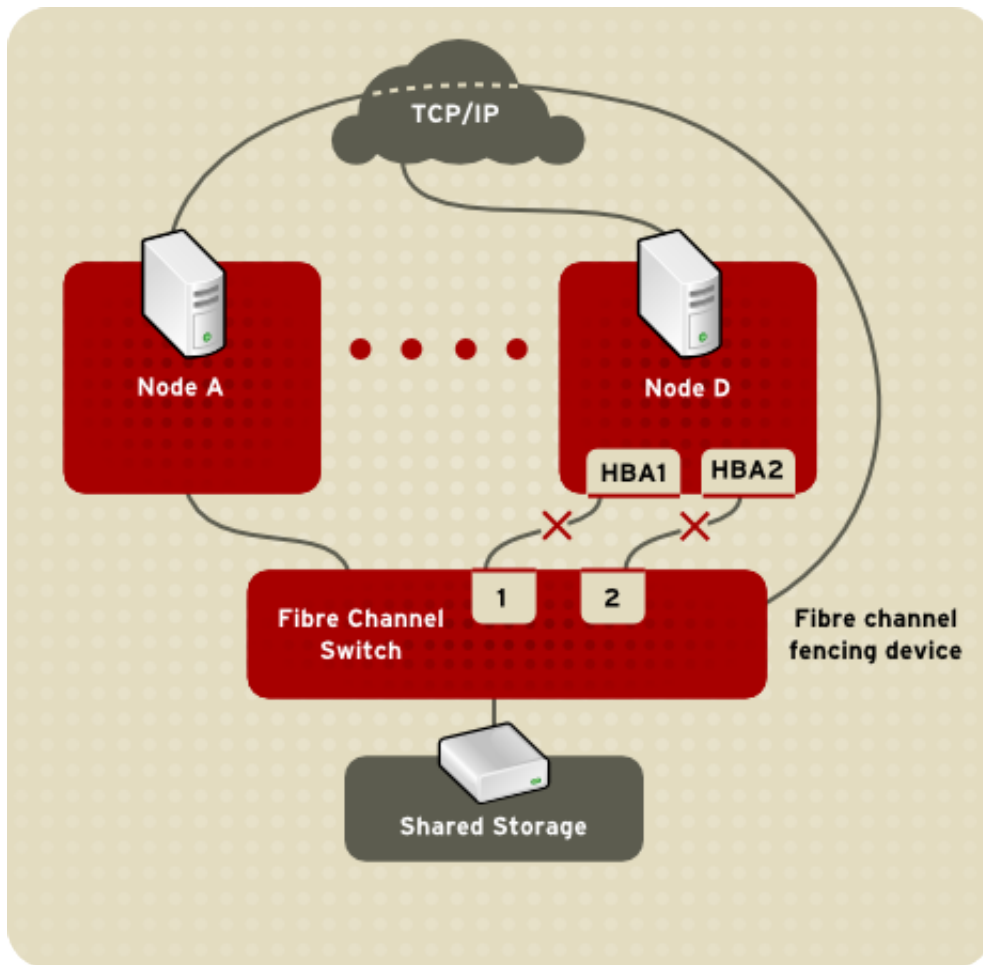 TCP/IP
Node A
Node D
HBA1
HBA2
1
2
Fibre Channel
Switch
Fibre channel
fencing device
Shared Storage